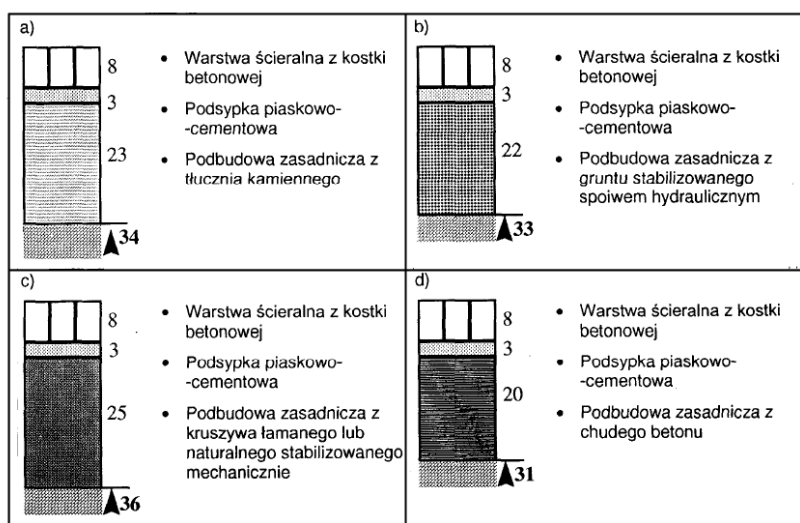 a)
8
3
23
34
• Warstwa ścieralna z kostki
betonowej
• Podsypka piaskowo-
-cementowa
• Podbudowa zasadnicza z
tłucznia kamiennego
b)
8
3
22
33
• Warstwa ścieralna z kostki
betonowej
• Podsypka piaskowo-
-cementowa
• Podbudowa zasadnicza z
gruntu stabilizowanego
spoiwem hydraulicznym
c)
8
3
25
36
• Warstwa ścieralna z kostki
betonowej
• Podsypka piaskowo-
-cementowa
• Podbudowa zasadnicza z
kruszywa łamanego lub
naturalnego stabilizowanego
mechanicznie
d)
8
3
20
31
• Warstwa ścieralna z kostki
betonowej
• Podsypka piaskowo-
-cementowa
• Podbudowa zasadnicza z
chudego betonu